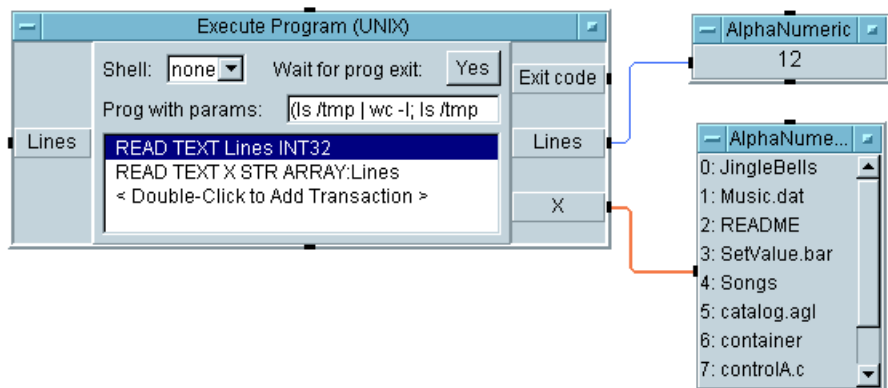 Execute Program (UNIX)
Shell: none Wait for prog exit: Yes
Prog with params: (ls /tmp | wc -l; ls /tmp
Lines
READ TEXT Lines INT32
READ TEXT X STR ARRAY:Lines
< Double-Click to Add Transaction >
Exit code
Lines
X
AlphaNumeric
12
AlphaNume...
0: JingleBells
1: Music.dat
2: README
3: SetValue.bar
4: Songs
5: catalog.agl
6: container
7: controlA.c